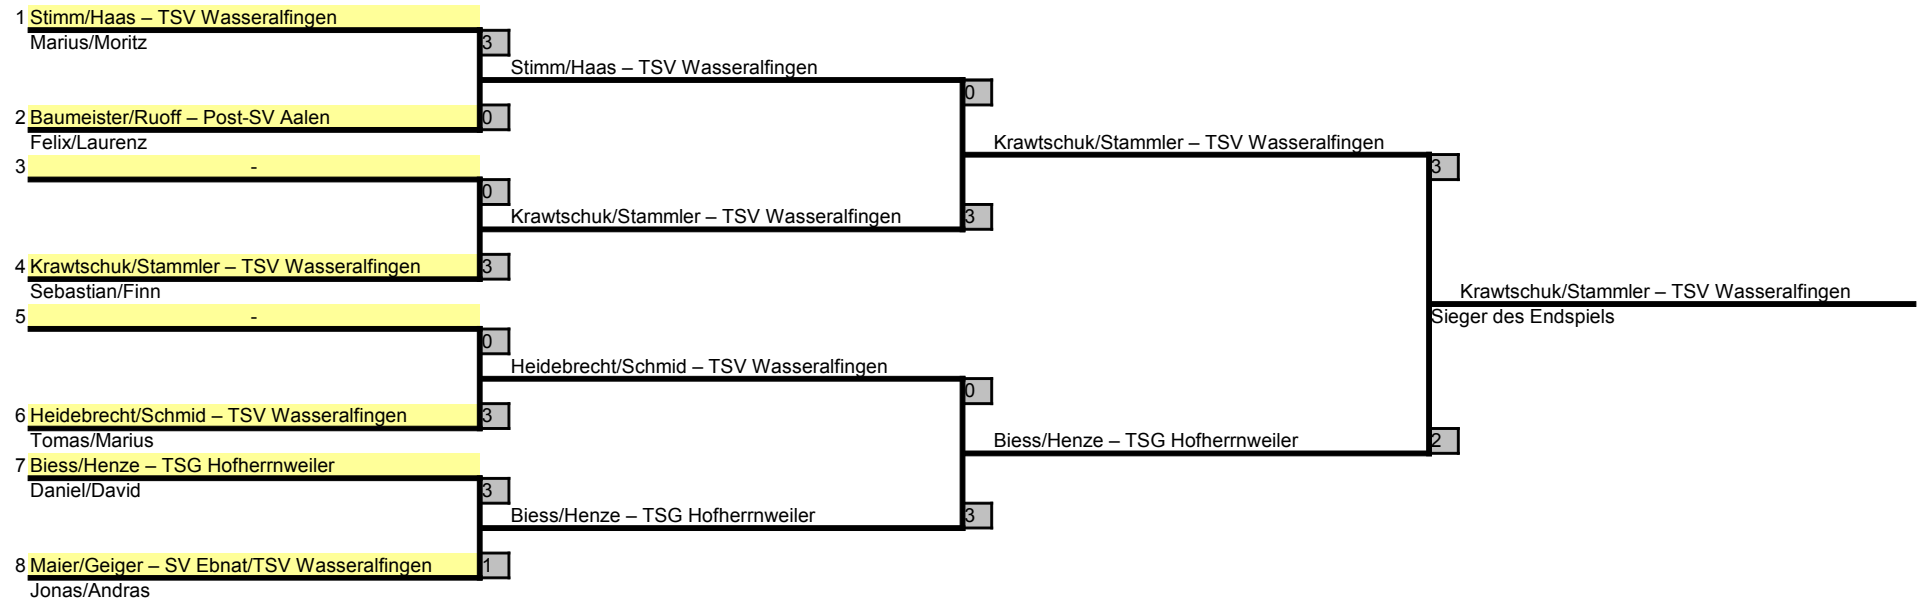 1 Stimm/Haas – TSV Wasseralfingen
Marius/Moritz
3
Stimm/Haas – TSV Wasseralfingen
0
2 Baumeister/Ruoff – Post-SV Aalen
0
Felix/Laurenz
Krawtschuk/Stammler – TSV Wasseralfingen
3 -
3
0
Krawtschuk/Stammler – TSV Wasseralfingen
3
4 Krawtschuk/Stammler – TSV Wasseralfingen
3
Sebastian/Finn
Krawtschuk/Stammler – TSV Wasseralfingen
5 -
Sieger des Endspiels
0
Heidebrecht/Schmid – TSV Wasseralfingen
0
6 Heidebrecht/Schmid – TSV Wasseralfingen
3
Tomas/Marius
Biess/Henze – TSG Hofherrnweiler
2
7 Biess/Henze – TSG Hofherrnweiler
Daniel/David
3
Biess/Henze – TSG Hofherrnweiler
3
8 Maier/Geiger – SV Ebnat/TSV Wasseralfingen
1
Jonas/Andras